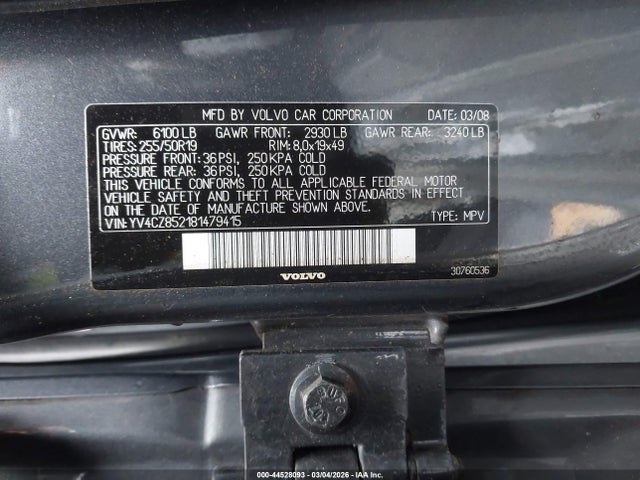 MFD BY VOLVO CAR CORPORATION DATE: 03/08
GVWR: 6100 LB GAWR FRONT: 2930 LB GAWR REAR: 3240 LB
TIRES: 255/50R19 RIM: 8,0x19x49
PRESSURE FRONT: 36 PSI, 250 KPA COLD
PRESSURE REAR: 36 PSI, 250 KPA COLD
THIS VEHICLE CONFORMS TO ALL APPLICABLE FEDERAL MOTOR
VEHICLE SAFETY AND THEFT PREVENTION STANDARDS IN EFFECT
ON DATE OF MANUFACTURE SHOWN ABOVE.
VIN: YV4CZ852181479415 TYPE: MPV
VOLVO 30760536
000-44528093 - 03/04/2026 - IAA Inc.